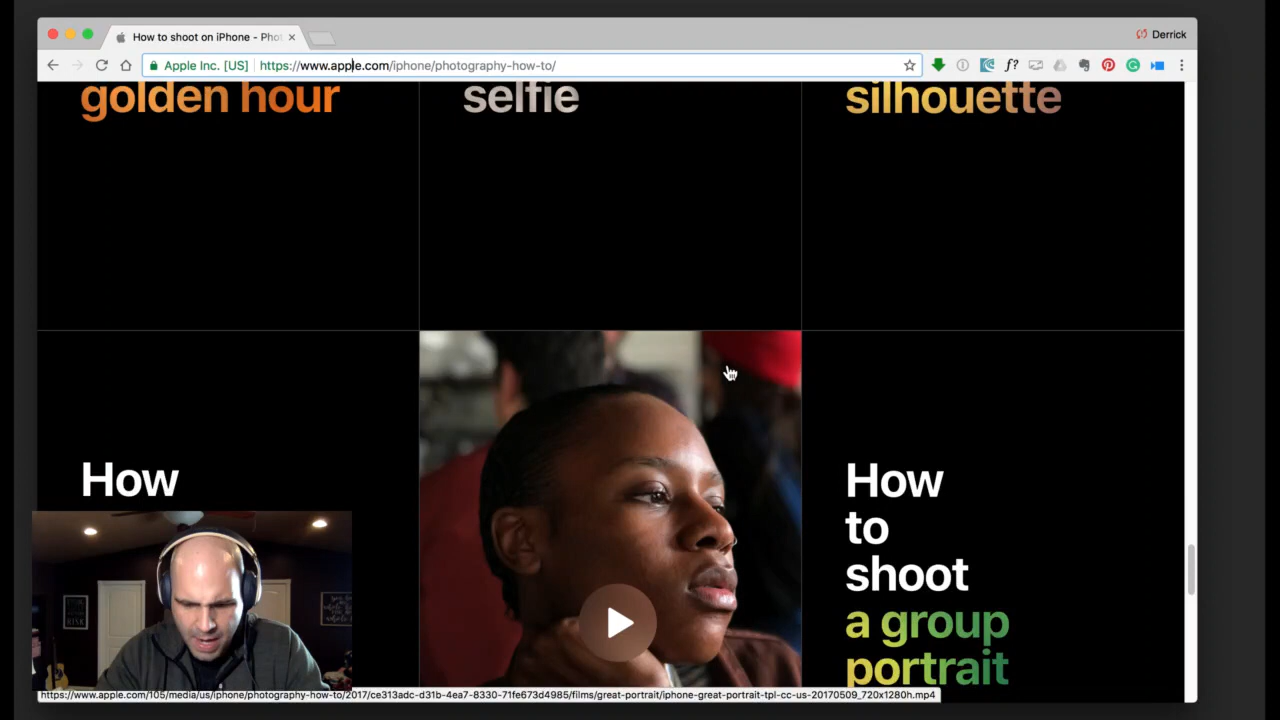 How to shoot on iPhone - Pho
Derrick
Apple Inc. [US]
https://www.apple.com/iphone/photography-how-to/
golden hour
selfie
silhouette
How
How
to
shoot
a group
portrait
https://www.apple.com/105/media/us/iphone/photography-how-to/2017/ce313adc-d31b-4ea7-8330-71fe673d4985/films/great-portrait/iphone-great-portrait-tpl-cc-us-20170509_720x1280h.mp4